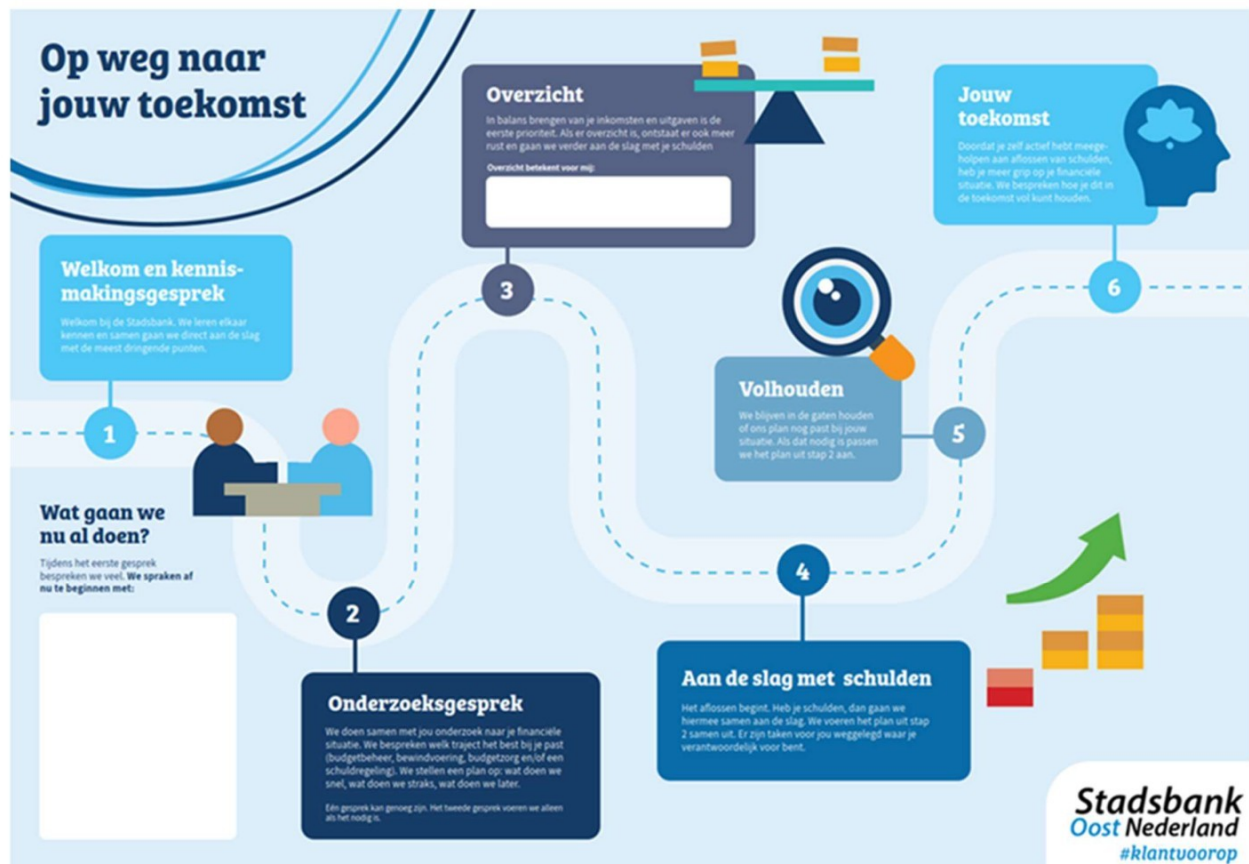 Op weg naar
jouw toekomst
Welkom en kennis-
makingsgesprek
Welkom bij de Stadsbank. We leren elkaar
kennen en samen gaan we direct aan de slag
met de meest dringende punten.
1
Wat gaan we
nu al doen?
Tijdens het eerste gesprek
bespreken we veel. We spraken af
nu te beginnen met:
2
Onderzoeksgesprek
We doen samen met jou onderzoek naar je financiële
situatie. We bespreken welk traject het best bij je past
(budgetbeheer, bewindvoering, budgetzorg en/of een
schuldregeling). We stellen een plan op: wat doen we
snel, wat doen we straks, wat doen we later.
Eén gesprek kan genoeg zijn. Het tweede gesprek voeren we alleen
als het nodig is.
Overzicht
In balans brengen van je inkomsten en uitgaven is de
eerste prioriteit. Als er overzicht is, ontstaat er ook meer
rust en gaan we verder aan de slag met je schulden
Overzicht betekent voor mij:
3
4
Aan de slag met schulden
Het aflossen begint. Heb je schulden, dan gaan we
hiermee samen aan de slag. We voeren het plan uit stap
2 samen uit. Er zijn taken voor jou weggelegd waar je
verantwoordelijk voor bent.
Volhouden
We blijven in de gaten houden
of ons plan nog past bij jouw
situatie. Als dat nodig is passen
we het plan uit stap 2 aan.
5
Jouw
toekomst
Doordat je zelf actief hebt meege-
holpen aan aflossen van schulden,
heb je meer grip op je financiële
situatie. We bespreken hoe je dit in
de toekomst vol kunt houden.
6
Stadsbank
Oost Nederland
#klantvoorop